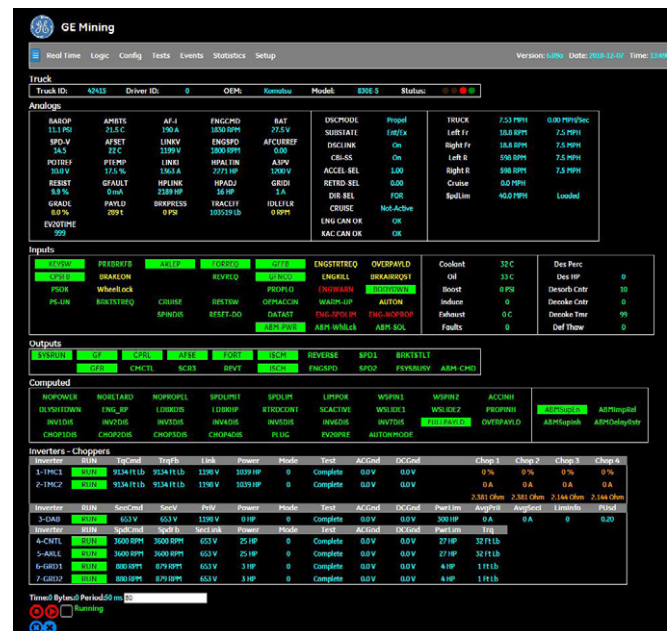 GE Mining
Real Time Logic Config Tests Events Statistics Setup Version: 6.09a Date: 2018-12-07 Time:
Truck
Truck ID: 42415 Driver ID: 0 OEM: Komatsu Model: 830E-5 Status:
Analogs
BAROP AMBTS AF-I ENGCMD BAT DSCMODE Propel TRUCK 7.53 MPH 0.00 MPH/Sec
11.1 PSI 21.5 C 190 A 1830 RPM 27.5 V SUBSTATE Ent/Ex Left Fr 18.8 RPM 7.5 MPH
SPD-V AFSET LINKV ENGSPD AFCURREF DSCLINK On Right Fr 18.8 RPM 7.5 MPH
14.5 22 C 1199 V 1800 RPM 0.00 CBI-SS On Left R 598 RPM 7.5 MPH
POTREF PTEMP LINKI HPALTIN A3PV ACCEL-SEL 1.00 Right R 598 RPM 7.5 MPH
10.0 V 17.5 % 1363 A 2271 HP 1200 V RETRD-SEL 0.00 Cruise 0.0 MPH
RESIST GFAULT HPLINK HPADJ GRIDI DIR-SEL FOR SpdLim 40.0 MPH Loaded
9.9 % 0 mA 2189 HP 16 HP 1 A CRUISE Not-Active
GRADE PAYLD BRKPRESS TRACEFF IDLEFLR ENG CAN OK OK
8.0 % 289 t 0 PSI 103519 lb 0 RPM KAC CAN OK OK
EV20TIME
999
Inputs
KEYSW PRKBRKFB AXLEP FORREQ GFFB ENGSTRTREQ OVERPAYLD Coolant 32 C Des Perc
CPSFB BRAKEON REVREQ GFNCO ENGKILL BRKAIRRQST Oil 33 C Des HP 0
PSOK WheelLock PROPLO ENGWARN BODYDWN Boost 0 PSI Desorb Cntr 10
PS-UN BRKTSTREQ CRUISE RESTSW OEMACCIN WARM-UP AUTON Induce 0 Decoke Cntr 0
SPINDIS RESET-DO DATAST ENG-SPDLIM ENG-NOPROP Exhaust 0 C Decoke Tmr 99
ABM-PWR ABM-WhlLck ABM-SOL Faults 0 Def Thaw 0
Outputs
SYSRUN GF CPRL AFSE FORT ISCM REVERSE SPD1 BRKTSTLT
GFR CMCTL SCR3 REVT ISCM ENGSPD SPD2 FSYSBUSY ABM-CMD
Computed
NOPOWER NORETARD NOPROPEL SPDLIMIT SPDLIM LIMPOK WSPIN1 WSPIN2 ACCINH
DLYSHTDWN ENG_RP LDBXDIS LDBXHP RTRDCONT SCACTIVE WSLIDE1 WSLIDE2 PROPINH ABMSupEn ABMImpRel
INV1DIS INV2DIS INV3DIS INV4DIS INV5DIS INV6DIS INV7DIS FULLPAYLD OVERPAYLD ABMSupInh ABMDelayRstr
CHOP1DIS CHOP2DIS CHOP3DIS CHOP4DIS PLUG EV20PRE AUTONMODE
Inverters - Choppers
Inverter RUN TqCmd TrqFb Link Power Mode Test ACGnd DCGnd Chop 1 Chop 2 Chop 3 Chop 4
1-TMC1 RUN 9134 Ft Lb 9134 Ft Lb 1198 V 1039 HP 0 Complete 0.0 V 0.0 V 0 % 0 % 0 % 0 %
2-TMC2 RUN 9134 Ft Lb 9134 Ft Lb 1198 V 1039 HP 0 Complete 0.0 V 0.0 V 0 A 0 A 0 A 0 A
2.381 Ohm 2.381 Ohm 2.144 Ohm 2.144 Ohm
Inverter RUN SecCmd SecV PriV Power Mode Test ACGnd DCGnd PwrLim AvgPriI AvgSecI LimInfo PUsd
3-DAB RUN 653 V 653 V 1198 V 0 HP 0 Complete 0.0 V 0.0 V 300 HP 0 A 0 A 0 0.20
Inverter RUN SpdCmd Spdf b SecLink Power Mode Test ACGnd DCGnd PwrLim Trq
4-CNTL RUN 3600 RPM 3600 RPM 653 V 25 HP 0 Complete 0.0 V 0.0 V 27 HP 32 Ft Lb
5-AXLE RUN 3600 RPM 3600 RPM 653 V 25 HP 0 Complete 0.0 V 0.0 V 27 HP 32 Ft Lb
6-GRD1 RUN 880 RPM 879 RPM 653 V 3 HP 0 Complete 0.0 V 0.0 V 4 HP 1 Ft Lb
7-GRD2 RUN 880 RPM 879 RPM 653 V 3 HP 0 Complete 0.0 V 0.0 V 4 HP 1 Ft Lb
Time:0 Bytes:0 Period:50 ms 50
Running